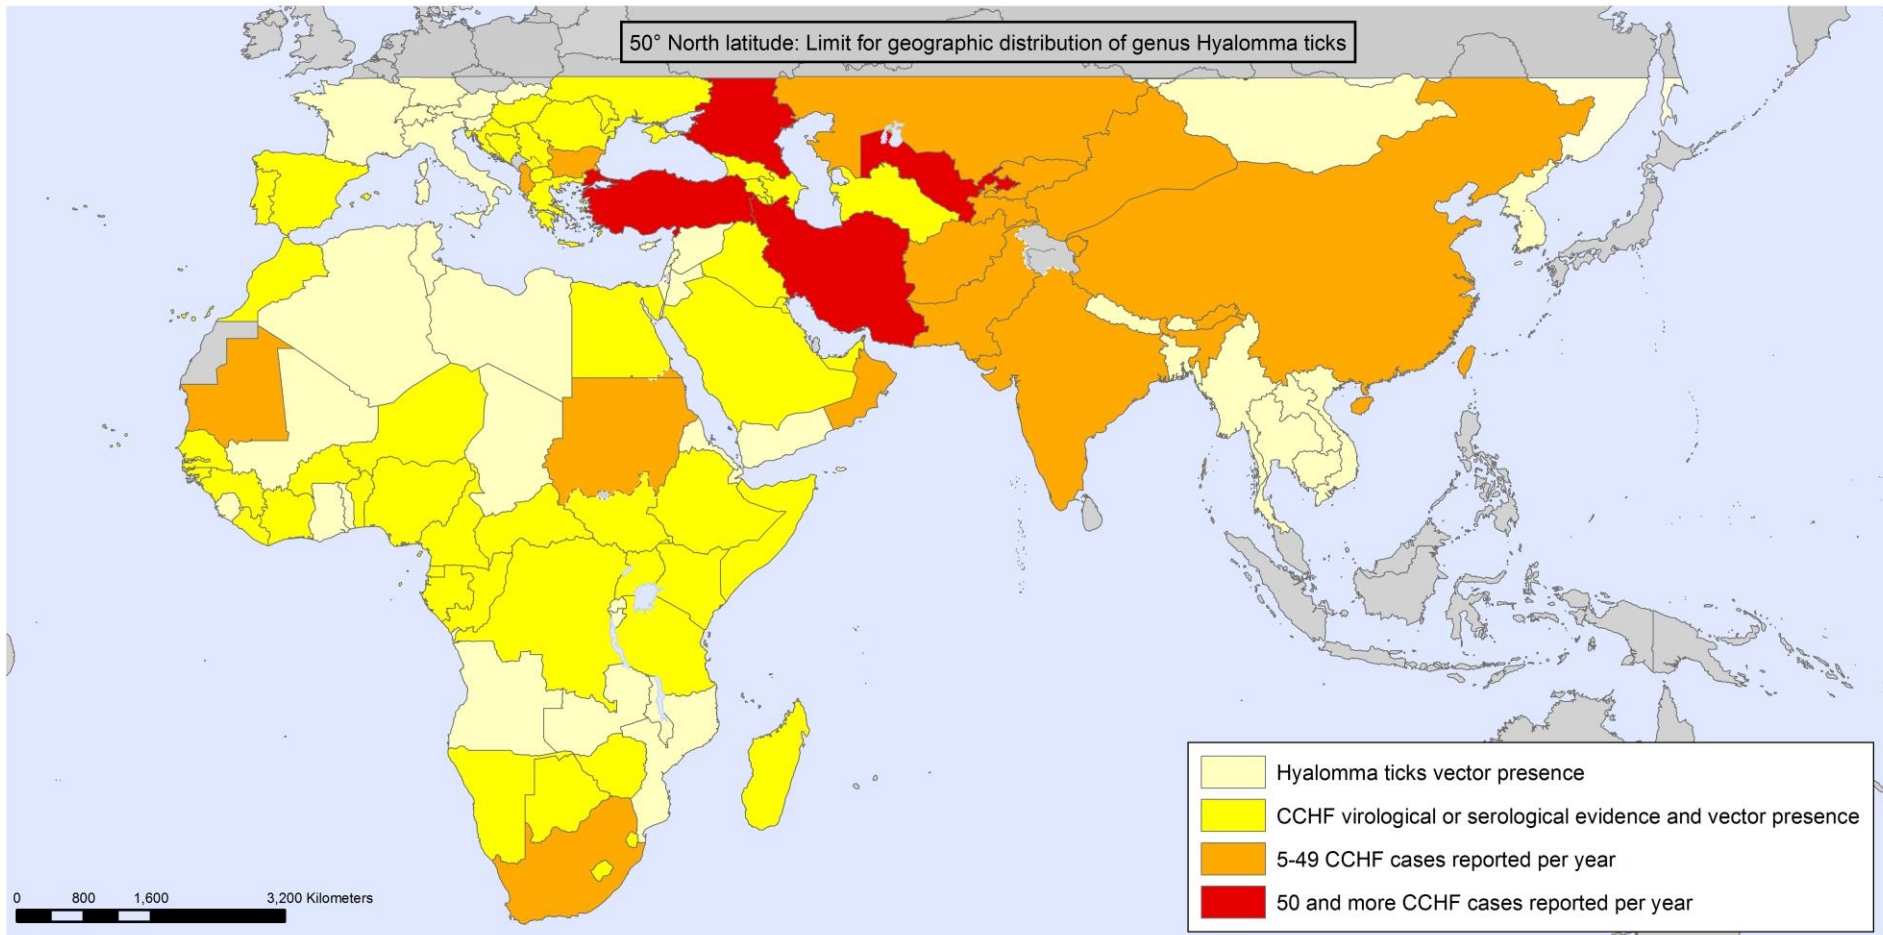 50° North latitude: Limit for geographic distribution of genus Hyalomma ticks
Hyalomma ticks vector presence
CCHF virological or serological evidence and vector presence
5-49 CCHF cases reported per year
50 and more CCHF cases reported per year
0 800 1,600 3,200 Kilometers